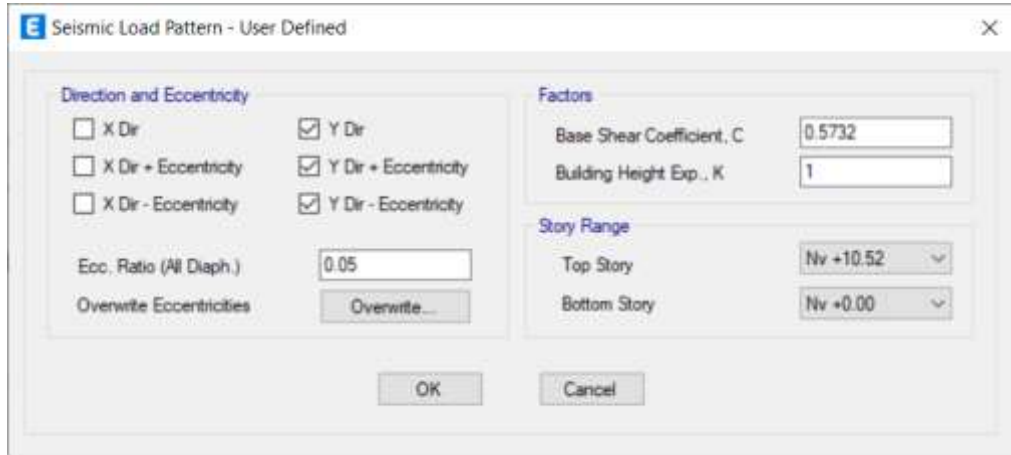 E Seismic Load Pattern - User Defined
Direction and Eccentricity
X Dir
Y Dir
X Dir + Eccentricity
Y Dir + Eccentricity
X Dir - Eccentricity
Y Dir - Eccentricity
Ecc. Ratio (All Diaph.)
0.05
Overwrite Eccentricities
Overwrite...
Factors
Base Shear Coefficient, C
0.5732
Building Height Exp., K
1
Story Range
Top Story
Nv +10.52
Bottom Story
Nv +0.00
OK
Cancel